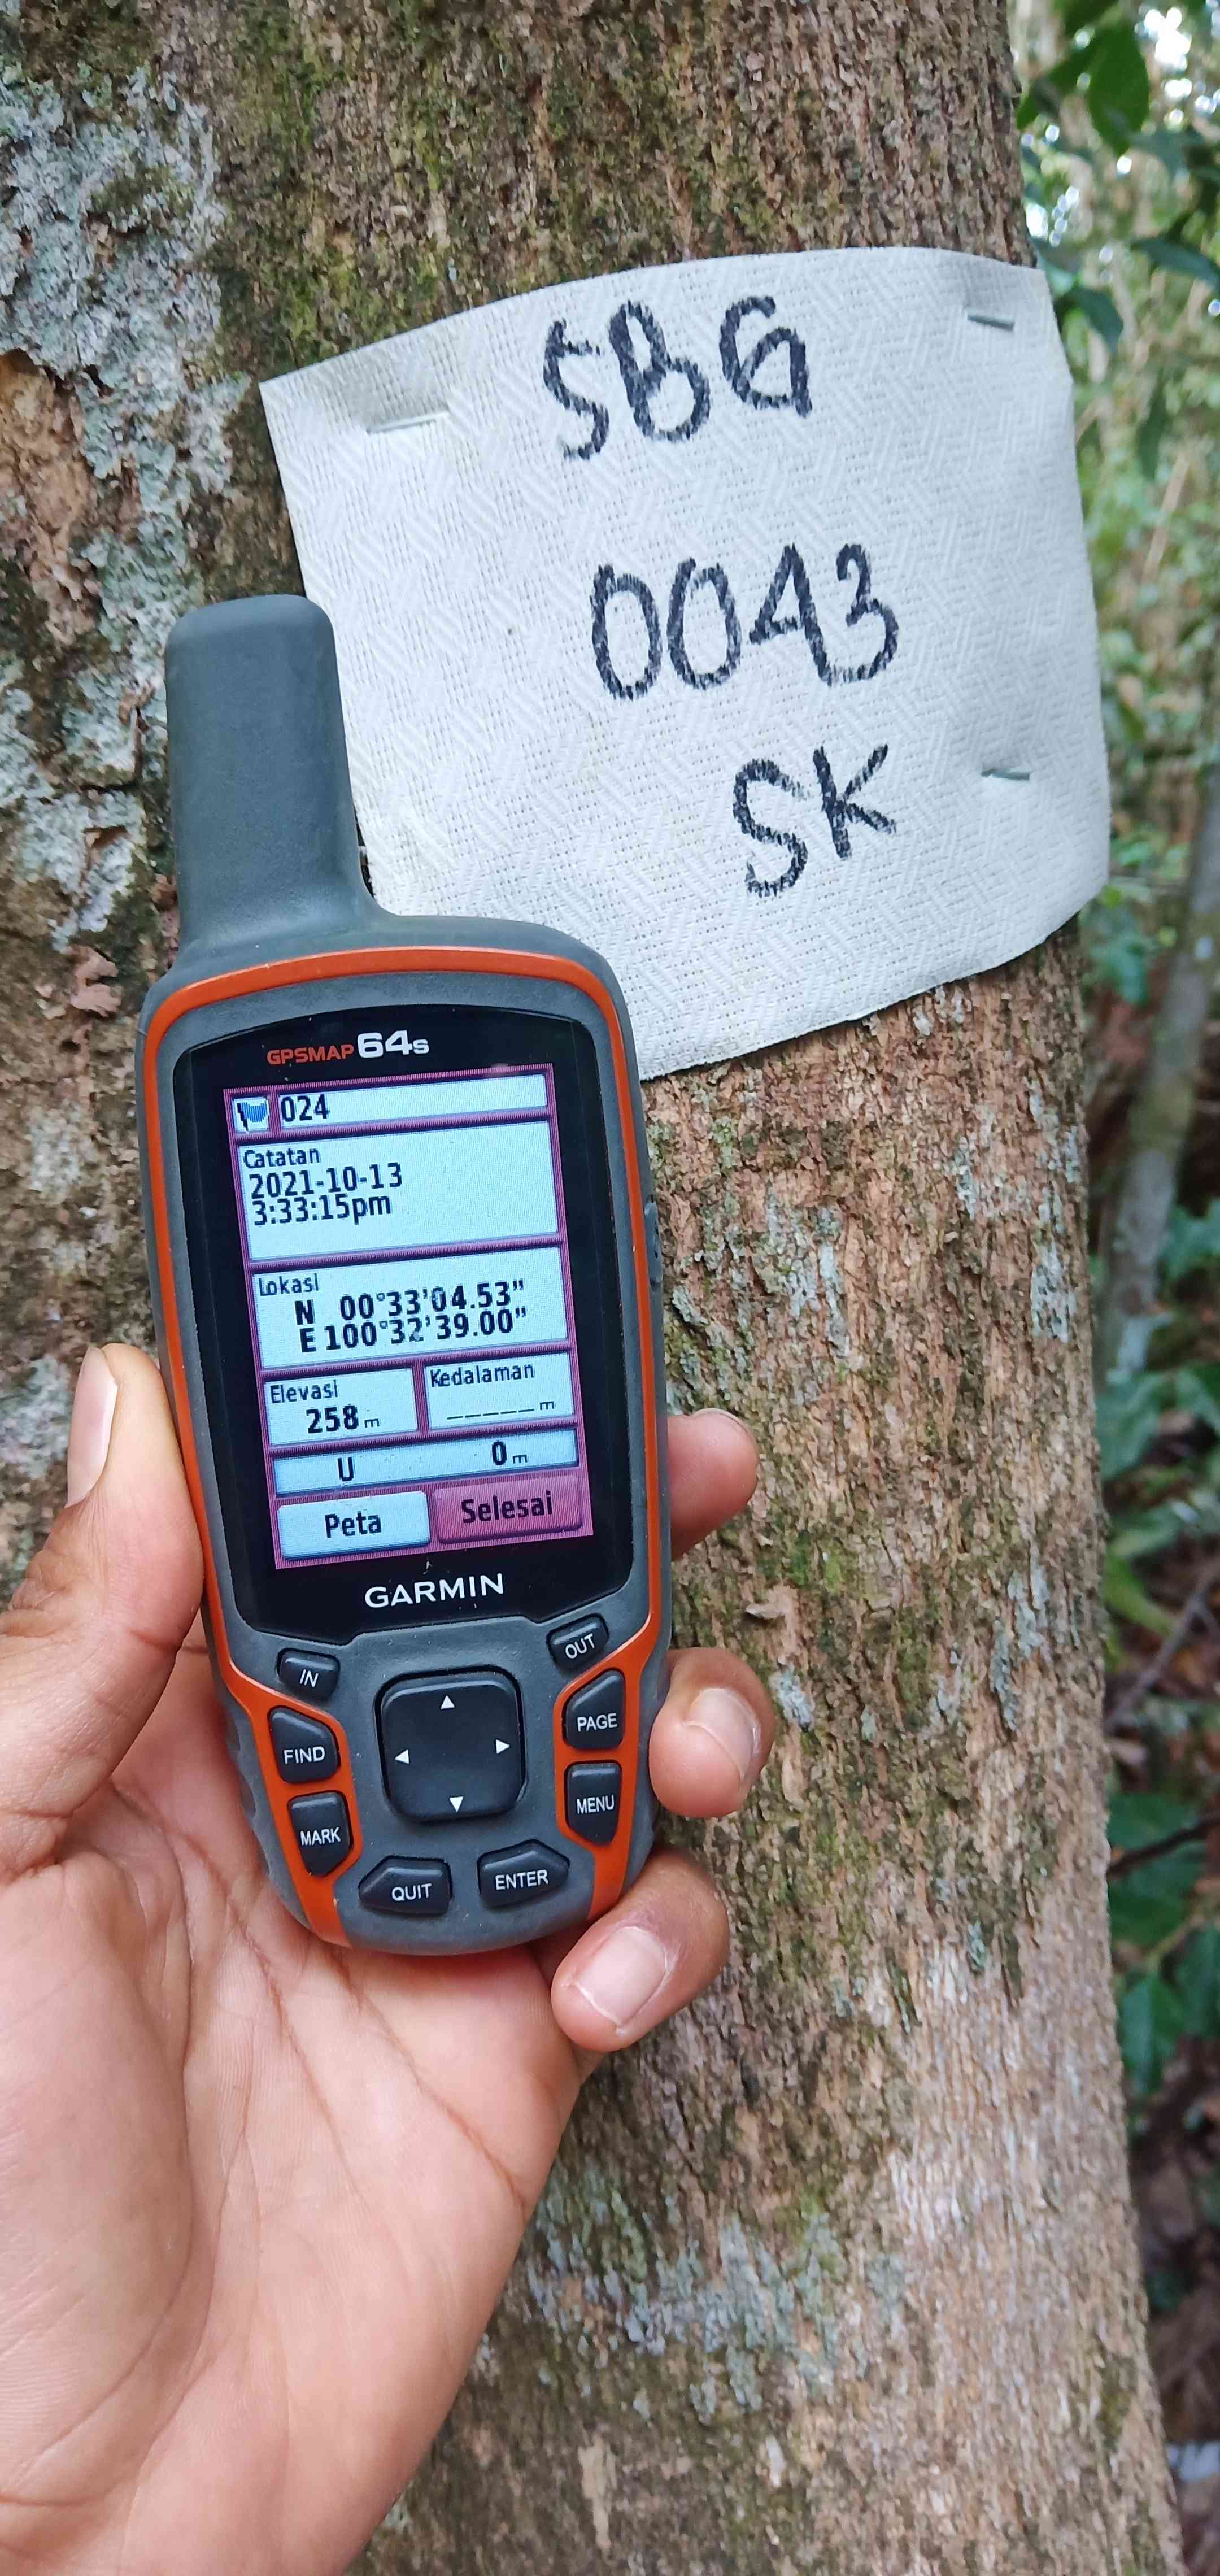 SBG
0043
SK
GPSMAP 64s
024
Catatan
2021-10-13
3:33:15pm
Lokasi
N 00°33'04.53"
E 100°32'39.00"
Elevasi
258 m
Kedalaman
_____ m
U 0 m
Peta
Selesai
GARMIN
IN
OUT
FIND
PAGE
MARK
MENU
QUIT
ENTER